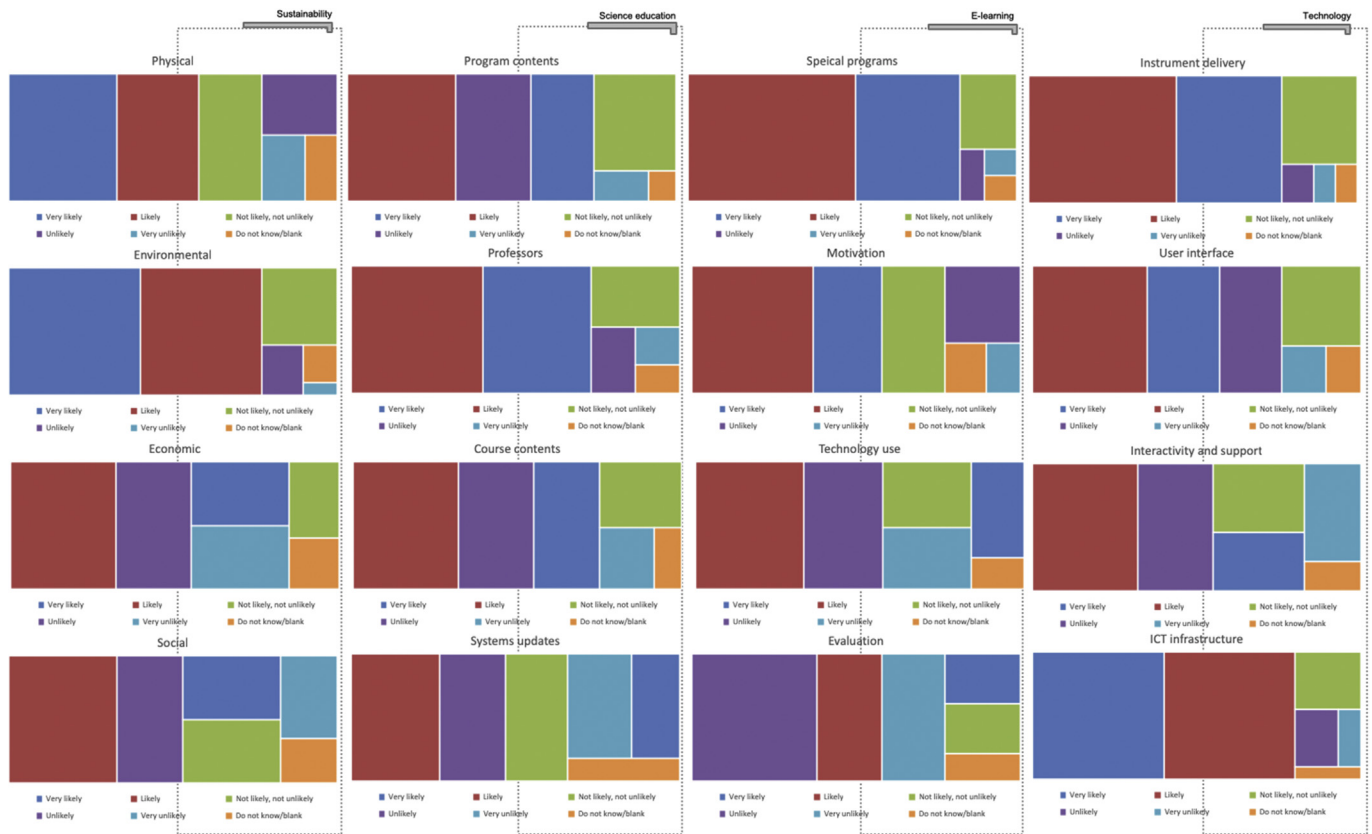 Sustainability Science education E-learning Technology
Physical Program contents Speical programs Instrument delivery
Very likely Likely Not likely, not unlikely Very likely Likely Not likely, not unlikely Very likely Likely Not likely, not unlikely Very likely Likely Not likely, not unlikely
Unlikely Very unlikely Do not know/blank Unlikely Very unlikely Do not know/blank Unlikely Very unlikely Do not know/blank Unlikely Very unlikely Do not know/blank
Environmental Professors Motivation User interface
Very likely Likely Not likely, not unlikely Very likely Likely Not likely, not unlikely Very likely Likely Not likely, not unlikely Very likely Likely Not likely, not unlikely
Unlikely Very unlikely Do not know/blank Unlikely Very unlikely Do not know/blank Unlikely Very unlikely Do not know/blank Unlikely Very unlikely Do not know/blank
Economic Course contents Technology use Interactivity and support
Very likely Likely Not likely, not unlikely Very likely Likely Not likely, not unlikely Very likely Likely Not likely, not unlikely Very likely Likely Not likely, not unlikely
Unlikely Very unlikely Do not know/blank Unlikely Very unlikely Do not know/blank Unlikely Very unlikely Do not know/blank Unlikely Very unlikely Do not know/blank
Social Systems updates Evaluation ICT infrastructure
Very likely Likely Not likely, not unlikely Very likely Likely Not likely, not unlikely Very likely Likely Not likely, not unlikely Very likely Likely Not likely, not unlikely
Unlikely Very unlikely Do not know/blank Unlikely Very unlikely Do not know/blank Unlikely Very unlikely Do not know/blank Unlikely Very unlikely Do not know/blank